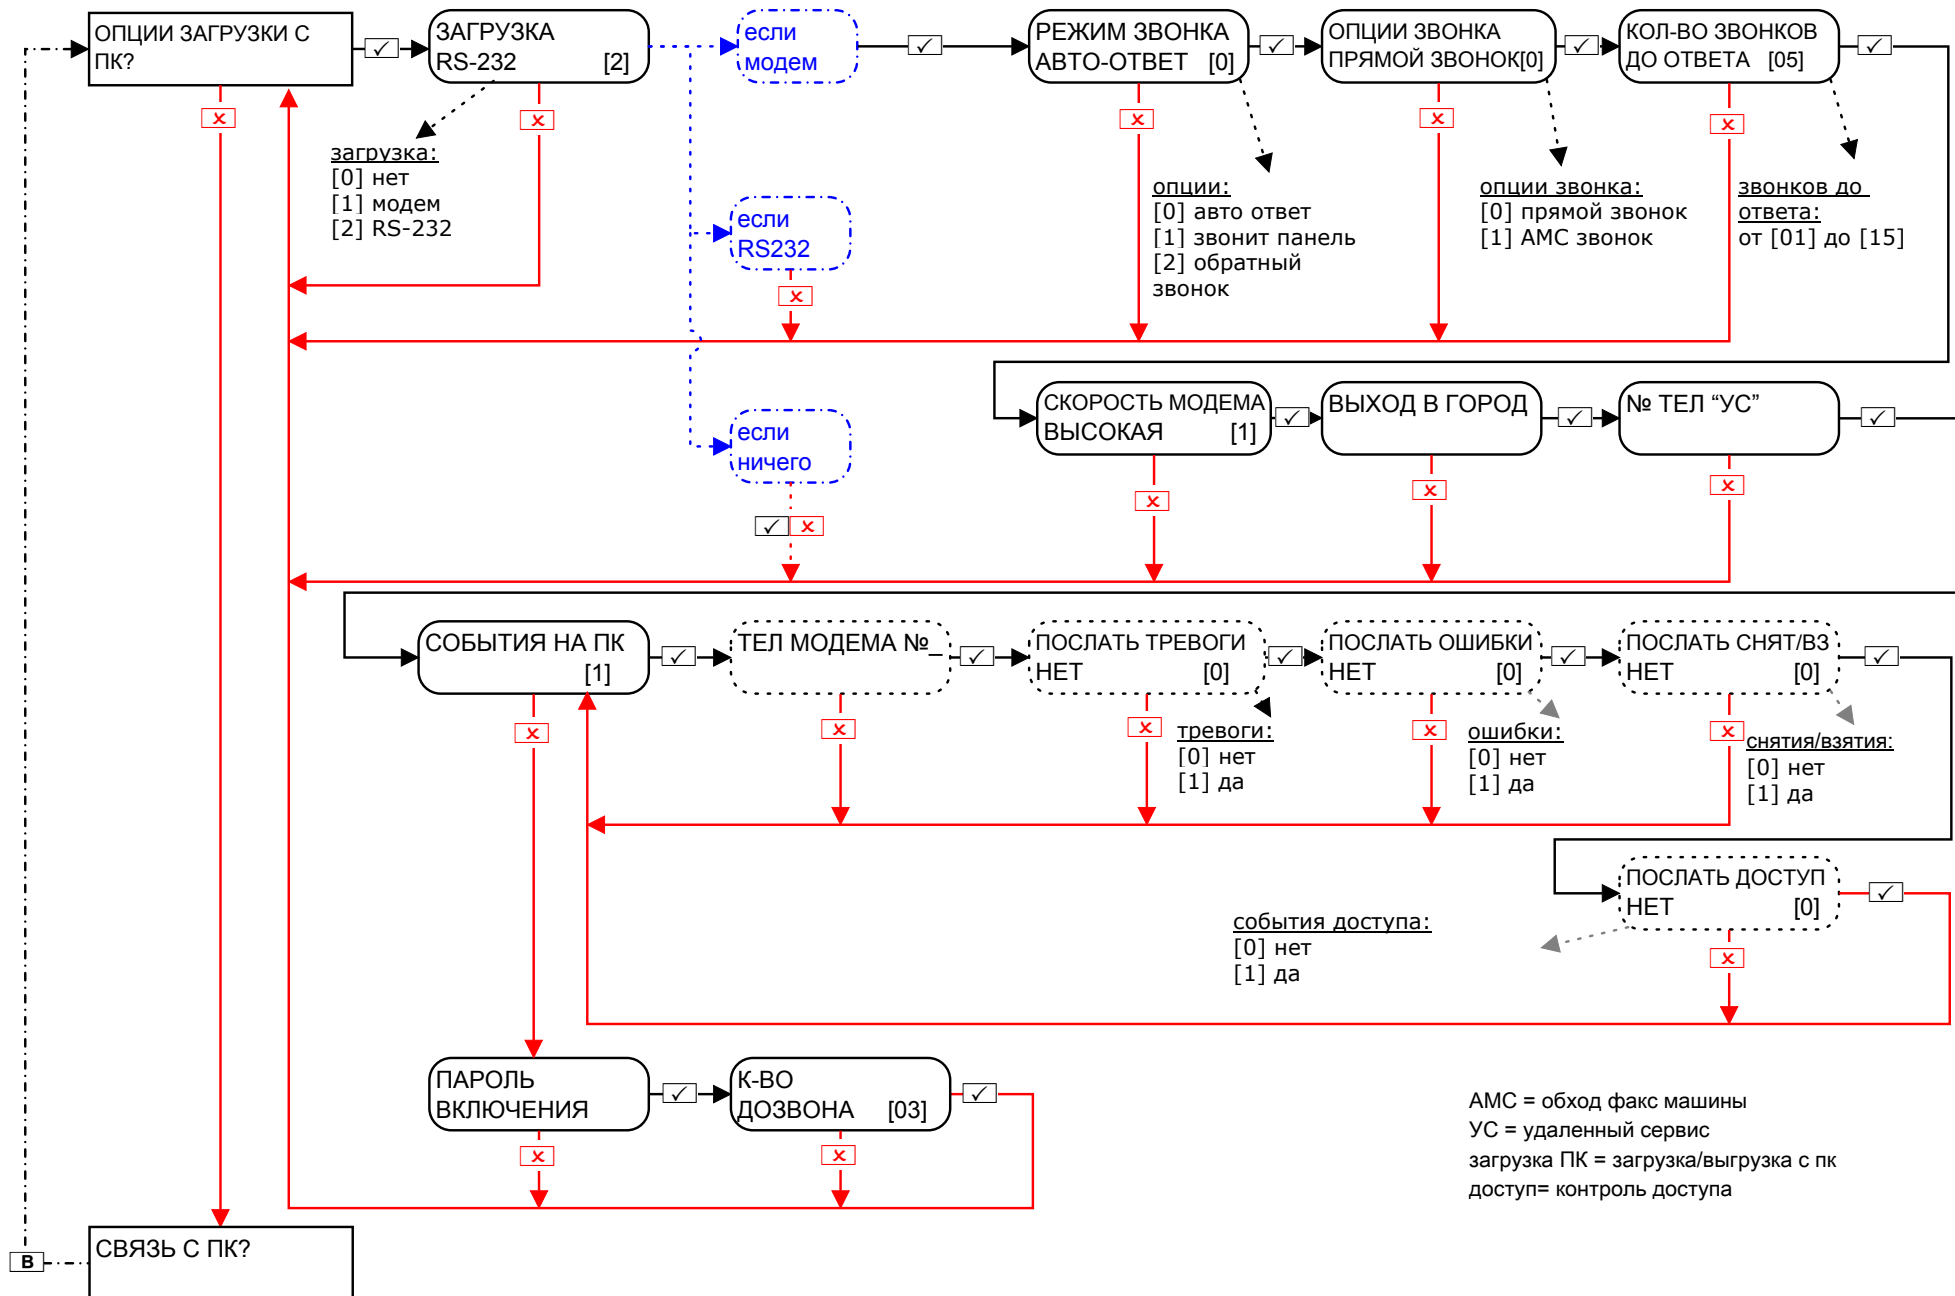 ОПЦИИ ЗАГРУЗКИ С
ПК?
ЗАГРУЗКА
RS-232 [2]
если
модем
РЕЖИМ ЗВОНКА
АВТО-ОТВЕТ [0]
ОПЦИИ ЗВОНКА
ПРЯМОЙ ЗВОНОК[0]
КОЛ-ВО ЗВОНКОВ
ДО ОТВЕТА [05]
загрузка:
[0] нет
[1] модем
[2] RS-232
если
RS232
опции:
[0] авто ответ
[1] звонит панель
[2] обратный
звонок
опции звонка:
[0] прямой звонок
[1] АМС звонок
звонков до
ответа:
от [01] до [15]
если
ничего
СКОРОСТЬ МОДЕМА
ВЫСОКАЯ [1]
ВЫХОД В ГОРОД
№ ТЕЛ “УС”
СОБЫТИЯ НА ПК
[1]
ТЕЛ МОДЕМА №_
ПОСЛАТЬ ТРЕВОГИ
НЕТ [0]
ПОСЛАТЬ ОШИБКИ
НЕТ [0]
ПОСЛАТЬ СНЯТ/ВЗ
НЕТ [0]
тревоги:
[0] нет
[1] да
ошибки:
[0] нет
[1] да
снятия/взятия:
[0] нет
[1] да
ПОСЛАТЬ ДОСТУП
НЕТ [0]
события доступа:
[0] нет
[1] да
ПАРОЛЬ
ВКЛЮЧЕНИЯ
К-ВО
ДОЗВОНА [03]
АМС = обход факс машины
УС = удаленный сервис
загрузка ПК = загрузка/выгрузка с пк
доступ= контроль доступа
СВЯЗЬ С ПК?
B